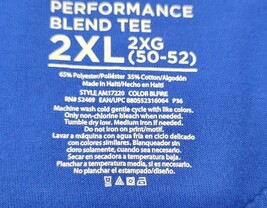 PERFORMANCE
BLEND TEE
2XL 2XG
(50-52)
65% Polyester/Poliéster 35% Cotton/Algodón
Made in Haiti/Hecho en Haití
STYLE AM17220 COLOR BLFIRE
RN# 52469 EAN/UPC 880552316064 P36
Machine wash cold gentle cycle with like colors.
Only non-chlorine bleach when needed.
Tumble dry low. Medium Iron if needed.
Do not iron on print/motif.
Lavar a máquina con agua fría en ciclo delicado
con colores similares. Blanquear sin
cloro solamente, cuando sea necesario.
Secar en secadora a temperatura baja.
Planchar a temperatura media, si es necesario.
No planchar el estampado/diseño.